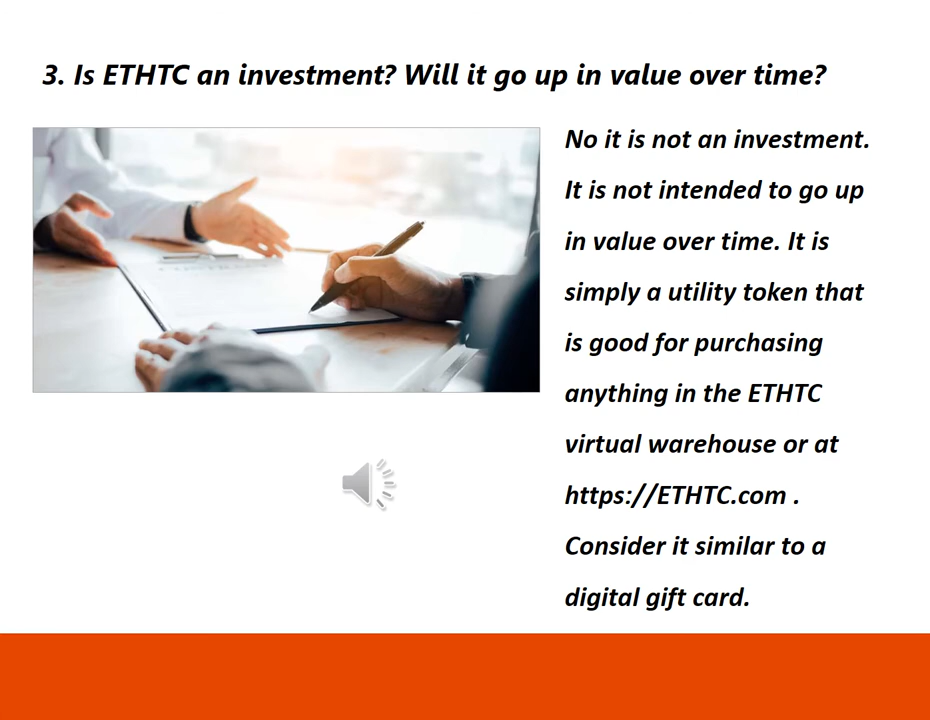 3. Is ETHTC an investment? Will it go up in value over time?
No it is not an investment.
It is not intended to go up
in value over time. It is
simply a utility token that
is good for purchasing
anything in the ETHTC
virtual warehouse or at
https://ETHTC.com .
Consider it similar to a
digital gift card.